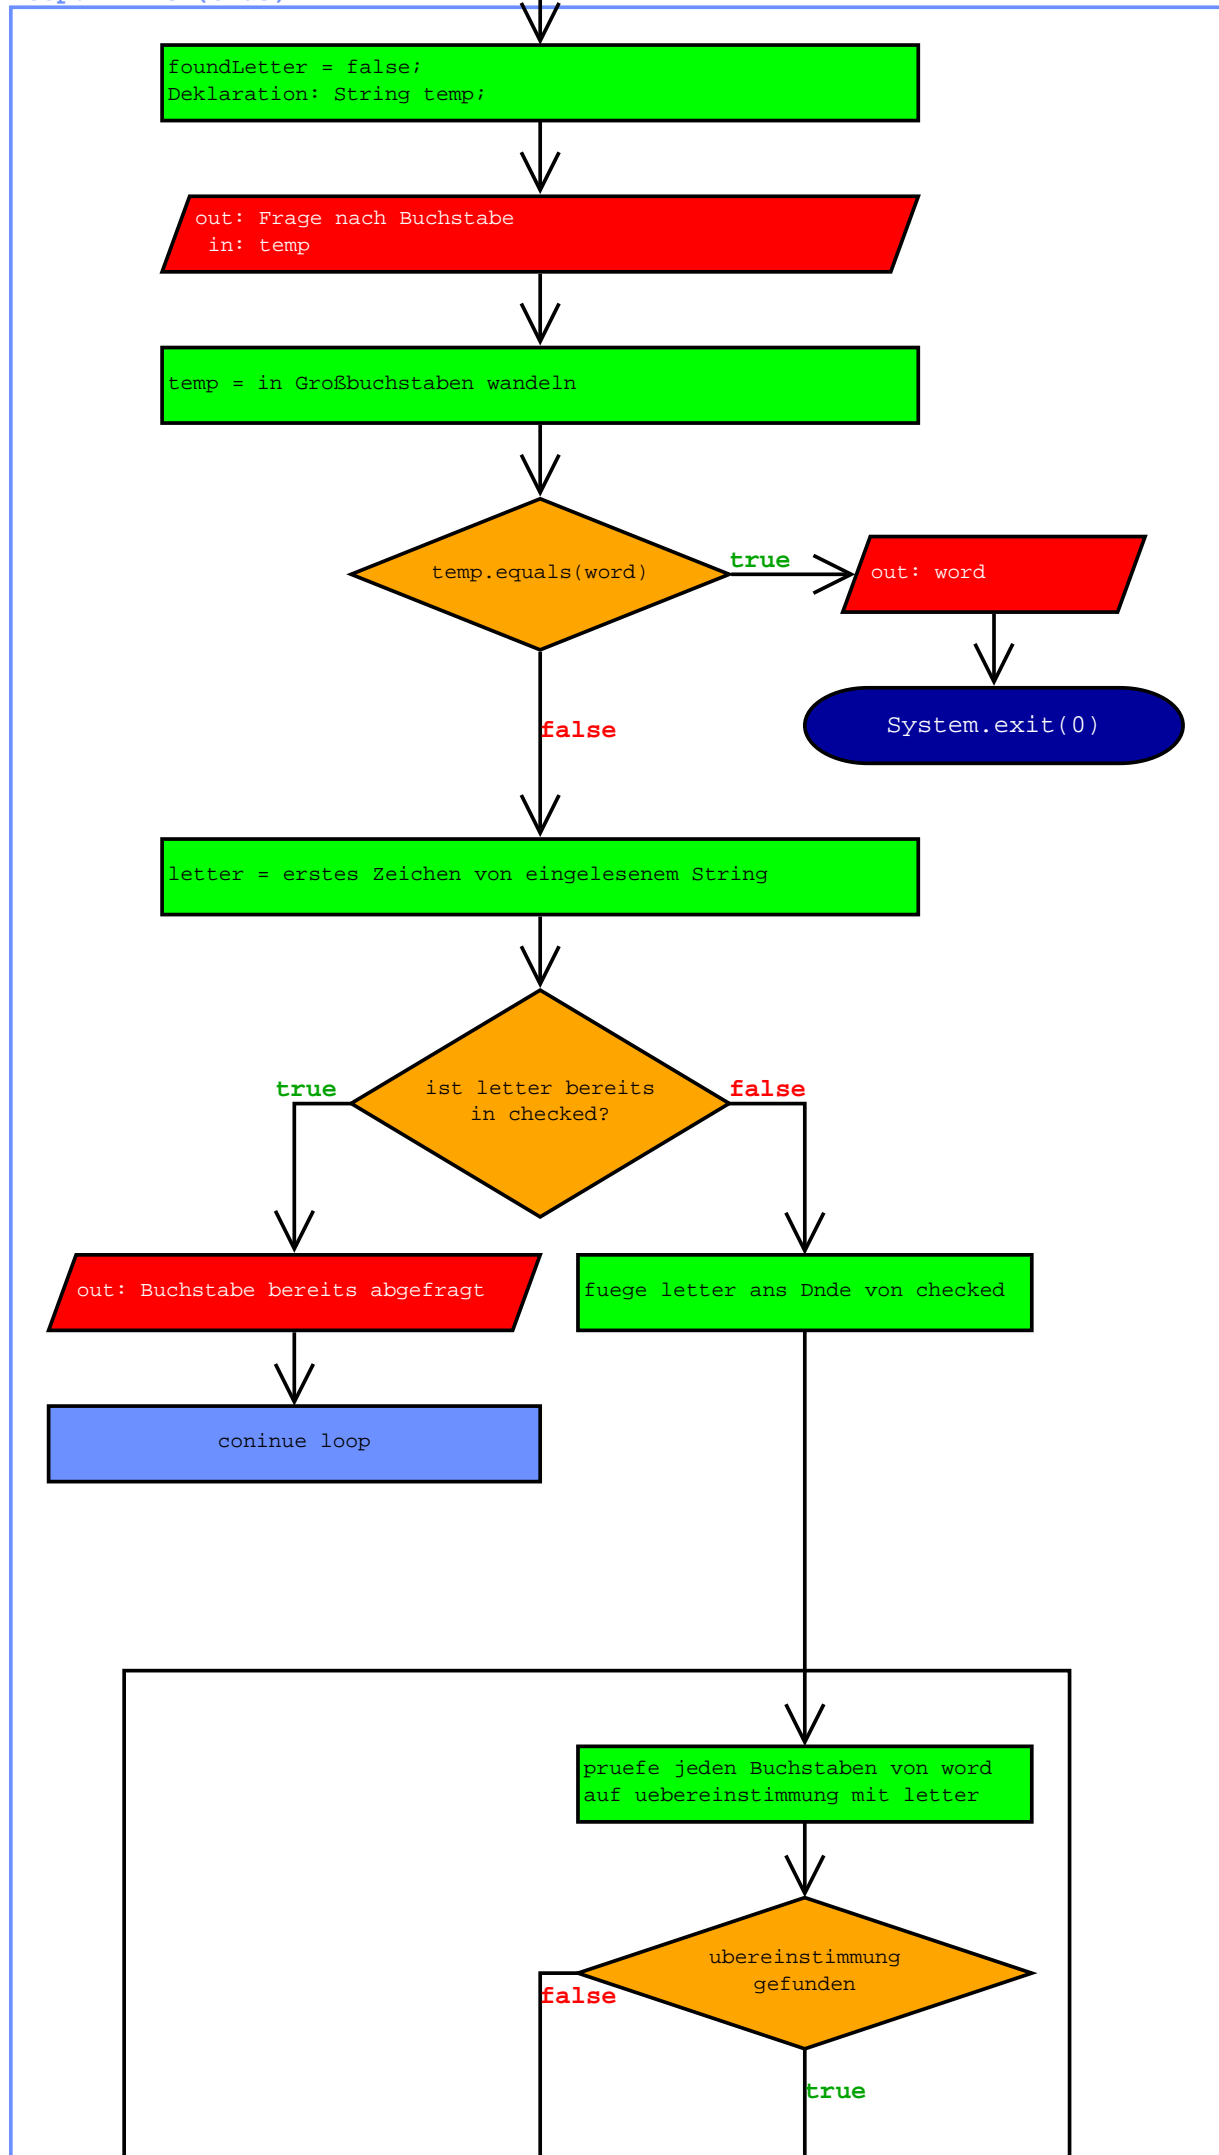 foundLetter = false;
Deklaration: String temp;
out: Frage nach Buchstabe
in: temp
temp = in Großbuchstaben wandeln
temp.equals(word)
true
out: word
System.exit(0)
false
letter = erstes Zeichen von eingelesenem String
ist letter bereits
in checked?
true
false
out: Buchstabe bereits abgefragt
fuege letter ans Dnde von checked
coninue loop
pruefe jeden Buchstaben von word
auf uebereinstimmung mit letter
ubereinstimmung
gefunden
false
true